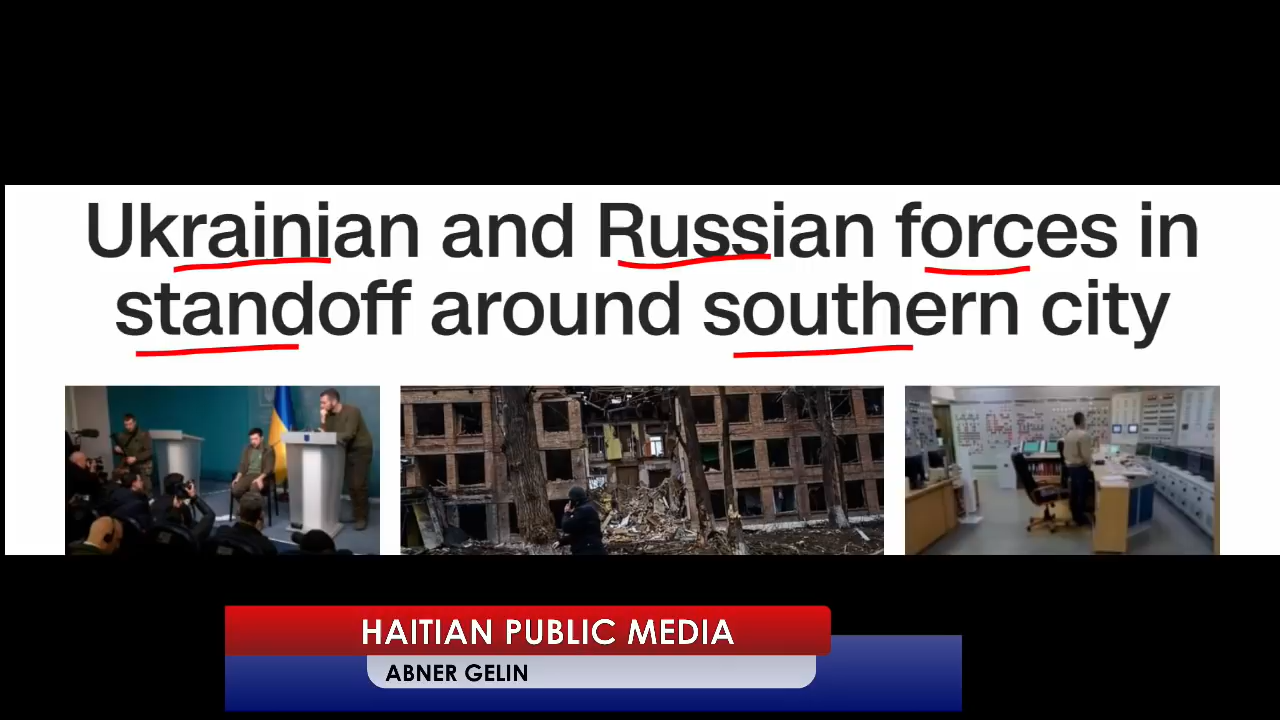 Ukrainian and Russian forces in
standoff around southern city
HAITIAN PUBLIC MEDIA
ABNER GELIN